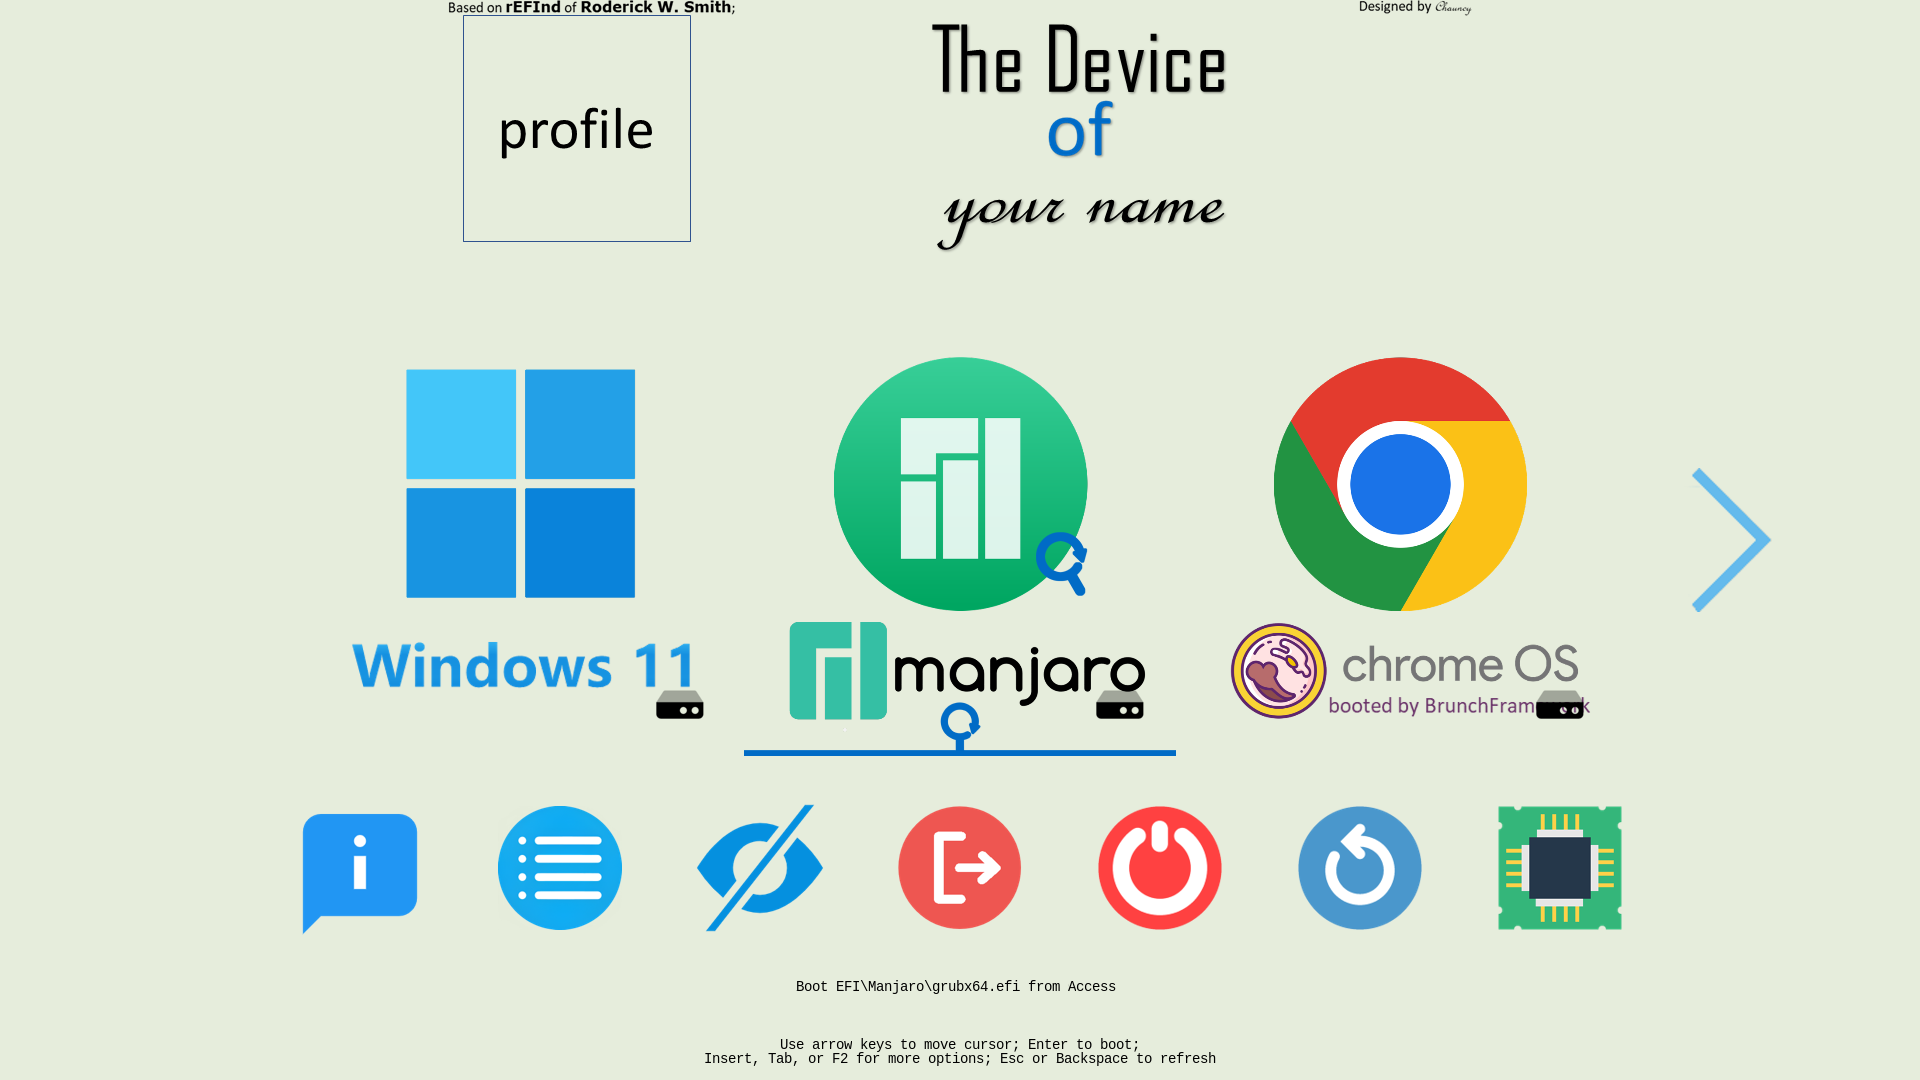 Based on rEFInd of Roderick W. Smith;
Designed by Chauncy
profile
The Device
of
your name
Windows 11
manjaro
chrome OS
booted by BrunchFram k
Boot EFI\Manjaro\grubx64.efi from Access
Use arrow keys to move cursor; Enter to boot;
Insert, Tab, or F2 for more options; Esc or Backspace to refresh